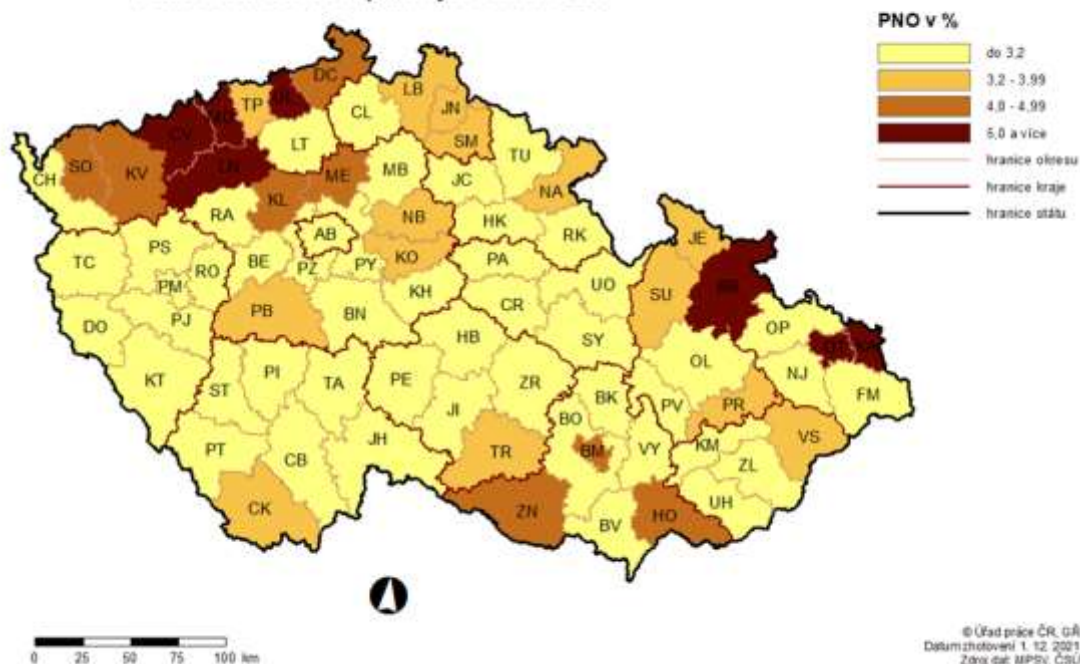 PNO v %
do 3,2
3,2 - 3,99
4,0 - 4,99
5,0 a více
hranice okresu
hranice kraje
hranice státu
DC
TP
LB
JN
CL
SM
LT
TU
SO
KV
CH
ME
MB
JC
NA
KL
RA
NB
HK
AB
RK
KO
JE
TC
PS
RO
BE
PZ
PY
PA
PM
KH
UO
SU
PB
CR
DO
PJ
BN
OP
HB
SY
OL
KT
ST
PI
TA
PE
ZR
NJ
FM
BK
PV
PR
JI
BO
PT
CB
JH
TR
BM
VY
KM
VS
ZL
CK
ZN
HO
UH
BV
0 25 50 75 100 km
© Úřad práce ČR, GŘ
Datum zhotovení 1. 12. 2021
Zdroj dat: MPSV, ČSÚ